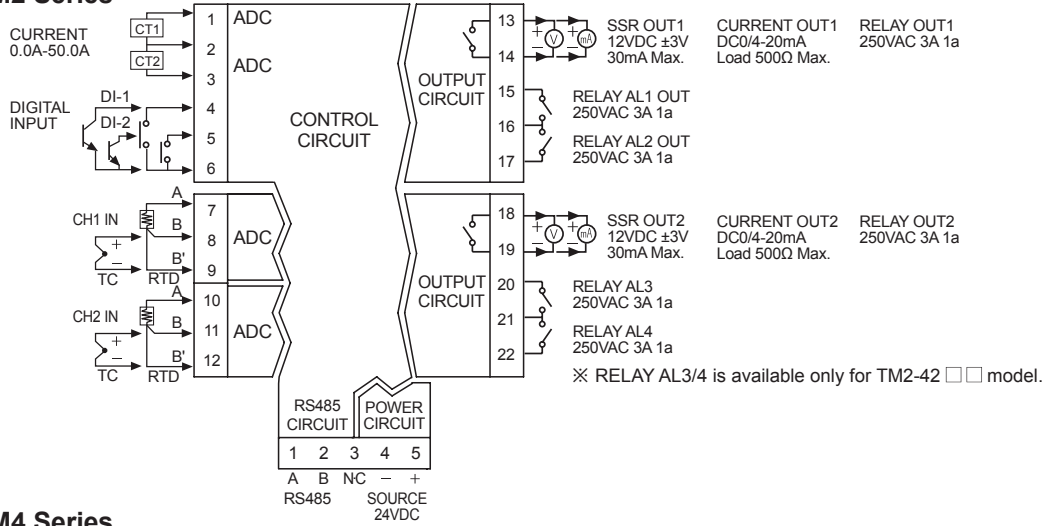 CURRENT
0.0A-50.0A
CT1
CT2
1 ADC
2
3 ADC
DIGITAL
INPUT
DI-1
DI-2
4
5
6
CONTROL
CIRCUIT
CH1 IN
A
B
B'
+
−
TC
RTD
7
8
9
ADC
CH2 IN
A
B
B'
+
−
TC
RTD
10
11
12
ADC
OUTPUT
CIRCUIT
13
14
15
16
17
+ V + mA
− −
SSR OUT1
12VDC ±3V
30mA Max.
CURRENT OUT1
DC0/4-20mA
Load 500Ω Max.
RELAY OUT1
250VAC 3A 1a
RELAY AL1 OUT
250VAC 3A 1a
RELAY AL2 OUT
250VAC 3A 1a
OUTPUT
CIRCUIT
18
19
20
21
22
+ V + mA
− −
SSR OUT2
12VDC ±3V
30mA Max.
CURRENT OUT2
DC0/4-20mA
Load 500Ω Max.
RELAY OUT2
250VAC 3A 1a
RELAY AL3
250VAC 3A 1a
RELAY AL4
250VAC 3A 1a
※ RELAY AL3/4 is available only for TM2-42 □ □ model.
RS485
CIRCUIT
POWER
CIRCUIT
1 2 3 4 5
A B N·C − +
RS485
SOURCE
24VDC